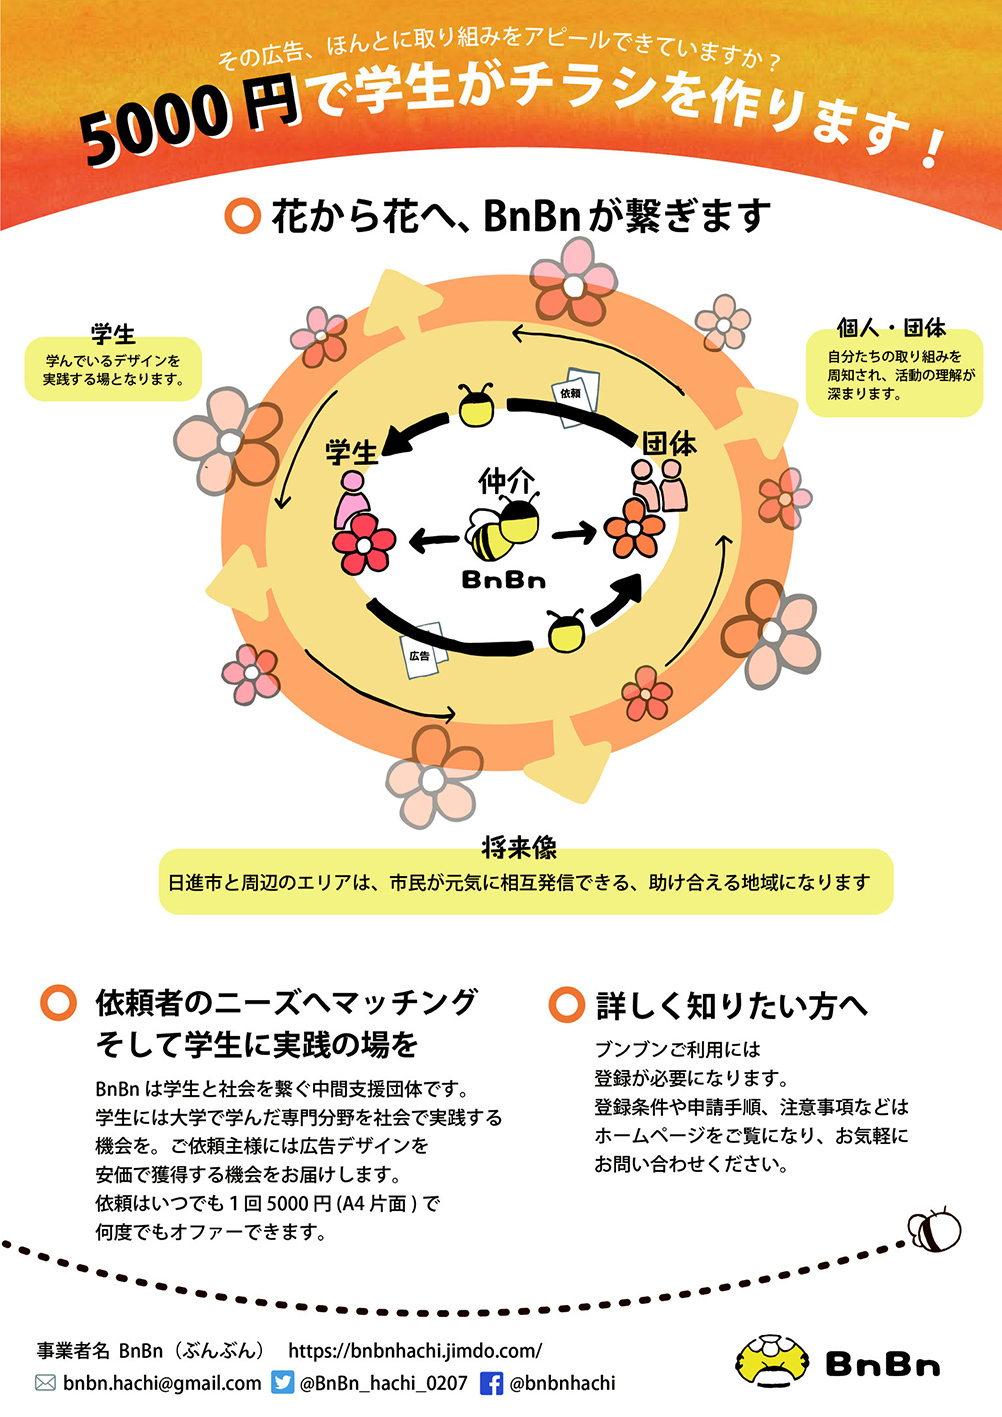 その広告、ほんとに取り組みをアピールできていますか？
5000円で学生がチラシを作ります！
花から花へ、BnBnが繋ぎます
学生
学んでいるデザインを
実践する場となります。
個人・団体
自分たちの取り組みを
周知され、活動の理解が
深まります。
依頼
学生
団体
仲介
BnBn
広告
将来像
日進市と周辺のエリアは、市民が元気に相互発信できる、助け合える地域になります
依頼者のニーズへマッチング
そして学生に実践の場を
BnBnは学生と社会を繋ぐ中間支援団体です。
学生には大学で学んだ専門分野を社会で実践する
機会を。ご依頼主様には広告デザインを
安価で獲得する機会をお届けします。
依頼はいつでも１回5000円(A4片面)で
何度でもオファーできます。
詳しく知りたい方へ
ブンブンご利用には
登録が必要になります。
登録条件や申請手順、注意事項などは
ホームページをご覧になり、お気軽に
お問い合わせください。
事業者名 BnBn（ぶんぶん） https://bnbnhachi.jimdo.com/
bnbn.hachi@gmail.com @BnBn_hachi_0207 @bnbnhachi
BnBn